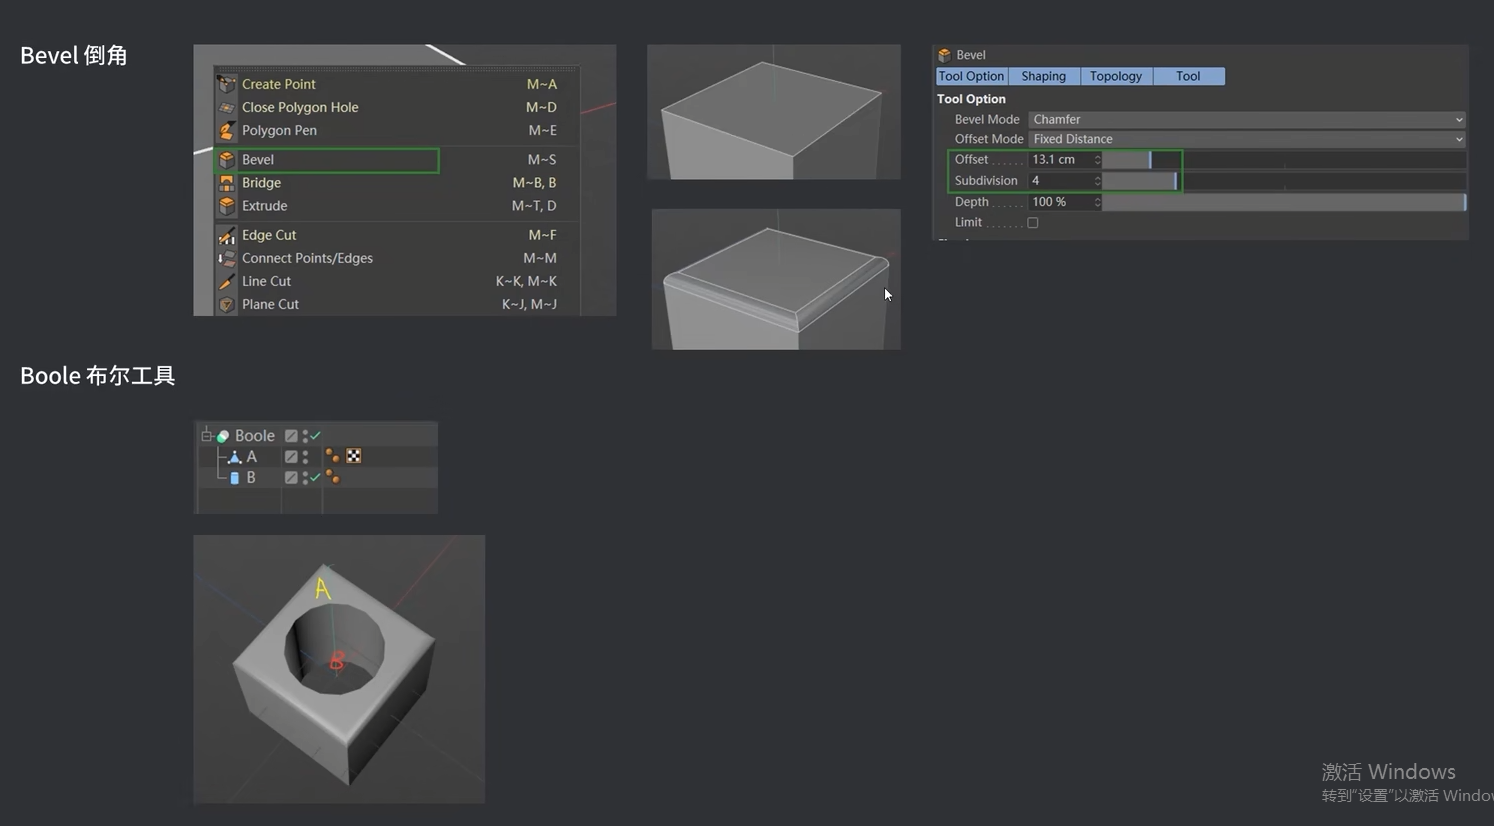 Bevel 倒角
Create Point M~A
Close Polygon Hole M~D
Polygon Pen M~E
Bevel M~S
Bridge M~B, B
Extrude M~T, D
Edge Cut M~F
Connect Points/Edges M~M
Line Cut K~K, M~K
Plane Cut K~J, M~J
Bevel
Tool Option Shaping Topology Tool
Tool Option
Bevel Mode Chamfer
Offset Mode Fixed Distance
Offset 13.1 cm
Subdivision 4
Depth 100 %
Limit
Boole 布尔工具
Boole
A
B
A
B
激活 Windows
转到“设置”以激活 Windo